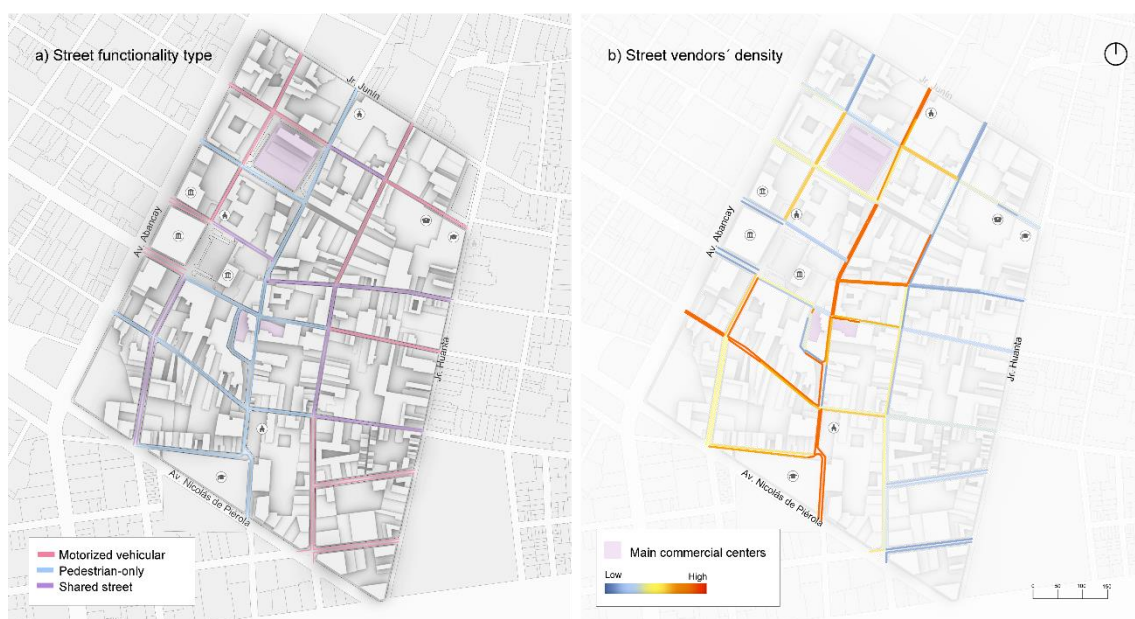 a) Street functionality type
Jr. Junín
Av. Abancay
Jr. Huanta
Av. Nicolás de Piérola
Motorized vehicular
Pedestrian-only
Shared street
b) Street vendors´ density
Jr. Junín
Av. Abancay
Jr. Huanta
Av. Nicolás de Piérola
Main commercial centers
Low High
0 50 100 150